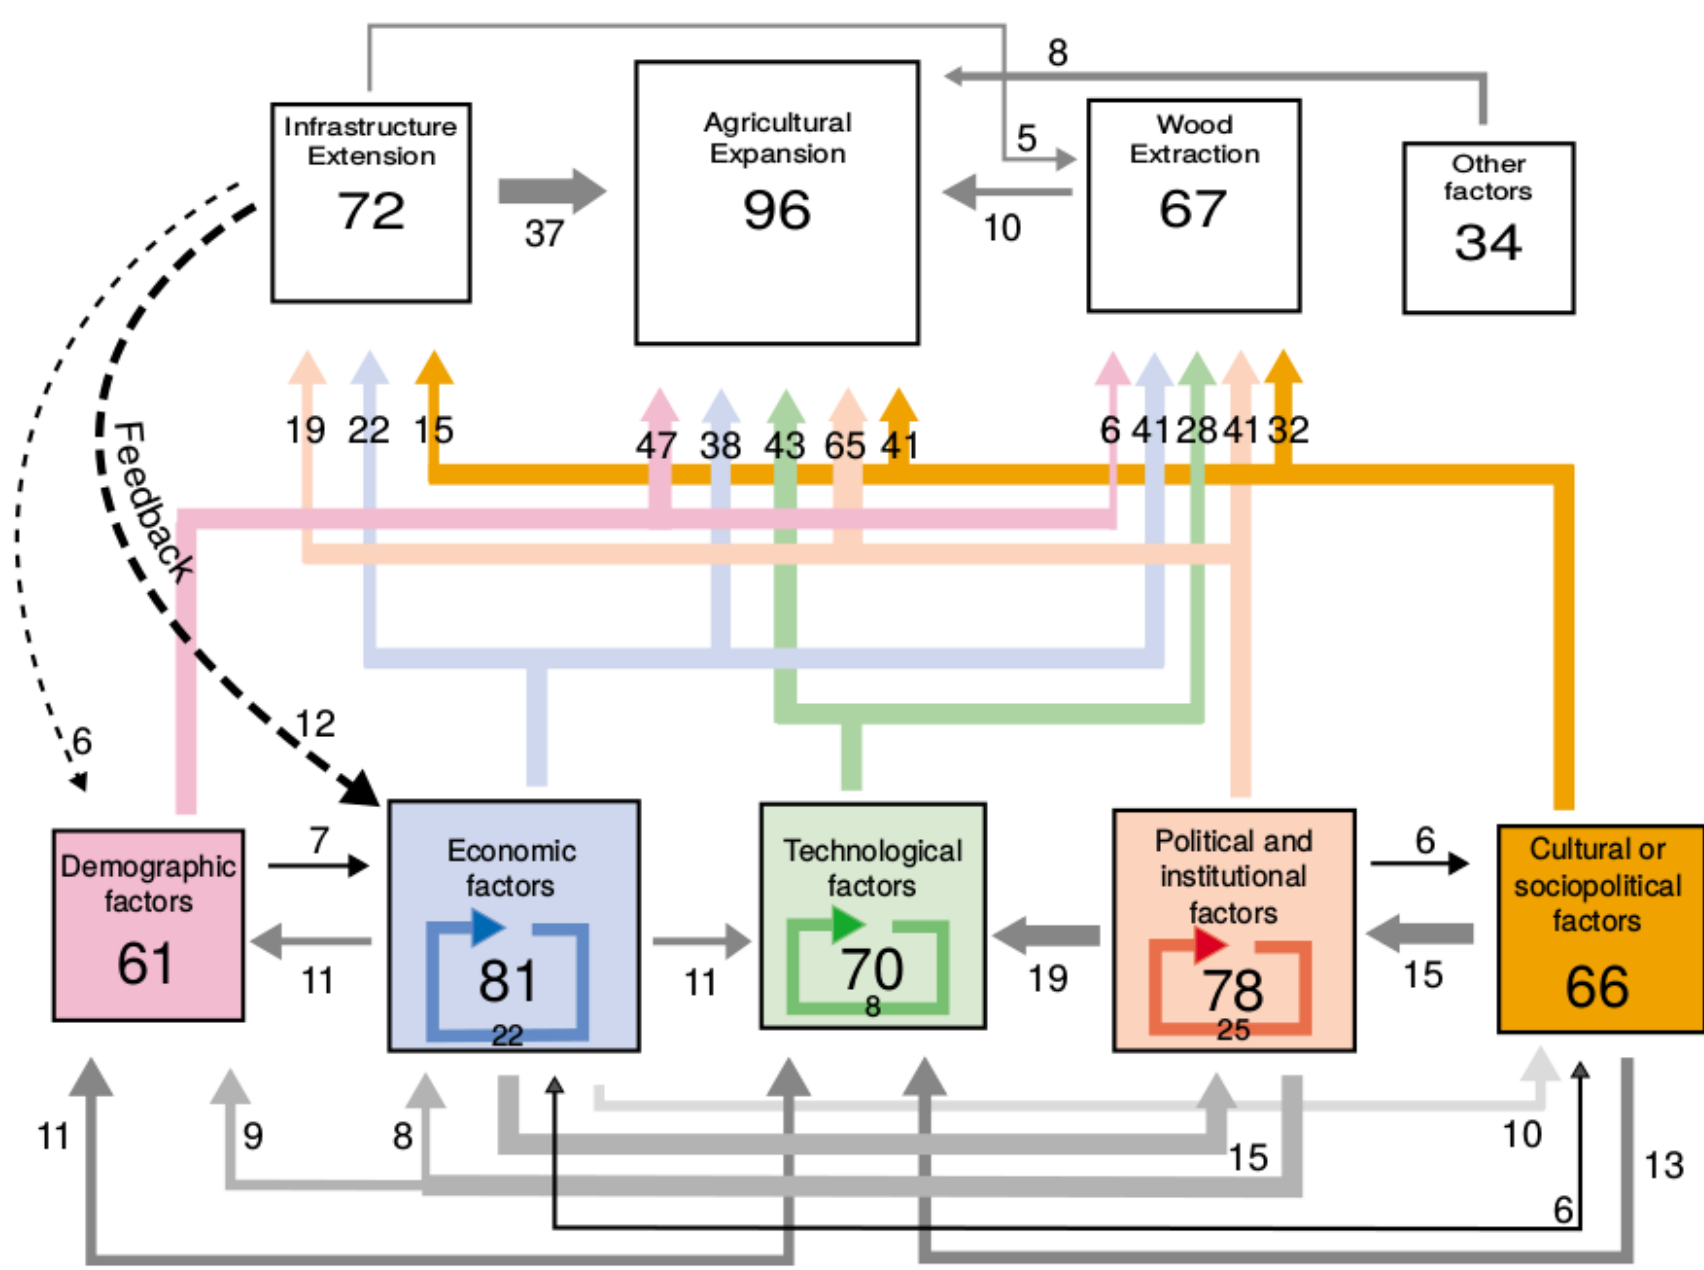 8
Infrastructure
Extension
72
Agricultural
Expansion
96
Wood
Extraction
67
Other
factors
34
5
37
10
19
22
15
47
38
43
65
41
6
41
28
41
32
Feedback
12
6
Demographic
factors
61
7
11
Economic
factors
81
22
11
Technological
factors
70
8
19
Political and
institutional
factors
78
25
6
15
Cultural or
sociopolitical
factors
66
11
9
8
15
10
13
6